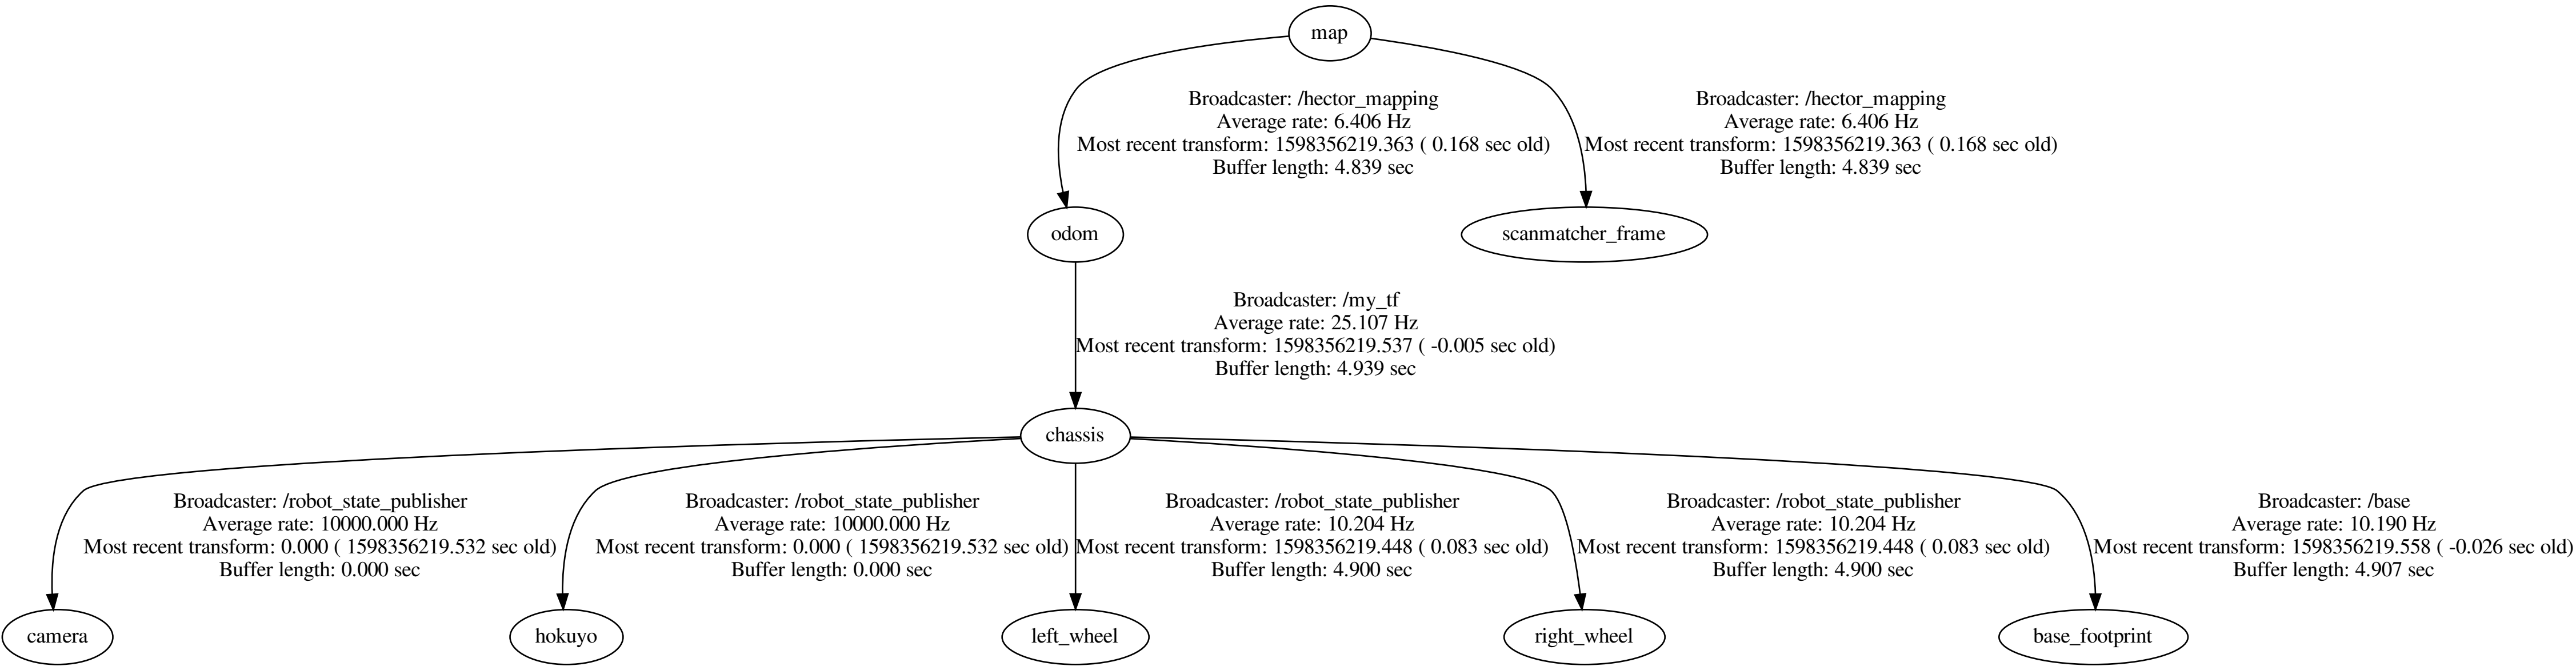 map
Broadcaster: /hector_mapping
Average rate: 6.406 Hz
Most recent transform: 1598356219.363 ( 0.168 sec old)
Buffer length: 4.839 sec
Broadcaster: /hector_mapping
Average rate: 6.406 Hz
Most recent transform: 1598356219.363 ( 0.168 sec old)
Buffer length: 4.839 sec
odom
scanmatcher_frame
Broadcaster: /my_tf
Average rate: 25.107 Hz
Most recent transform: 1598356219.537 ( -0.005 sec old)
Buffer length: 4.939 sec
chassis
Broadcaster: /robot_state_publisher
Average rate: 10000.000 Hz
Most recent transform: 0.000 ( 1598356219.532 sec old)
Buffer length: 0.000 sec
Broadcaster: /robot_state_publisher
Average rate: 10000.000 Hz
Most recent transform: 0.000 ( 1598356219.532 sec old)
Buffer length: 0.000 sec
Broadcaster: /robot_state_publisher
Average rate: 10.204 Hz
Most recent transform: 1598356219.448 ( 0.083 sec old)
Buffer length: 4.900 sec
Broadcaster: /robot_state_publisher
Average rate: 10.204 Hz
Most recent transform: 1598356219.448 ( 0.083 sec old)
Buffer length: 4.900 sec
Broadcaster: /base
Average rate: 10.190 Hz
Most recent transform: 1598356219.558 ( -0.026 sec old)
Buffer length: 4.907 sec
camera
hokuyo
left_wheel
right_wheel
base_footprint